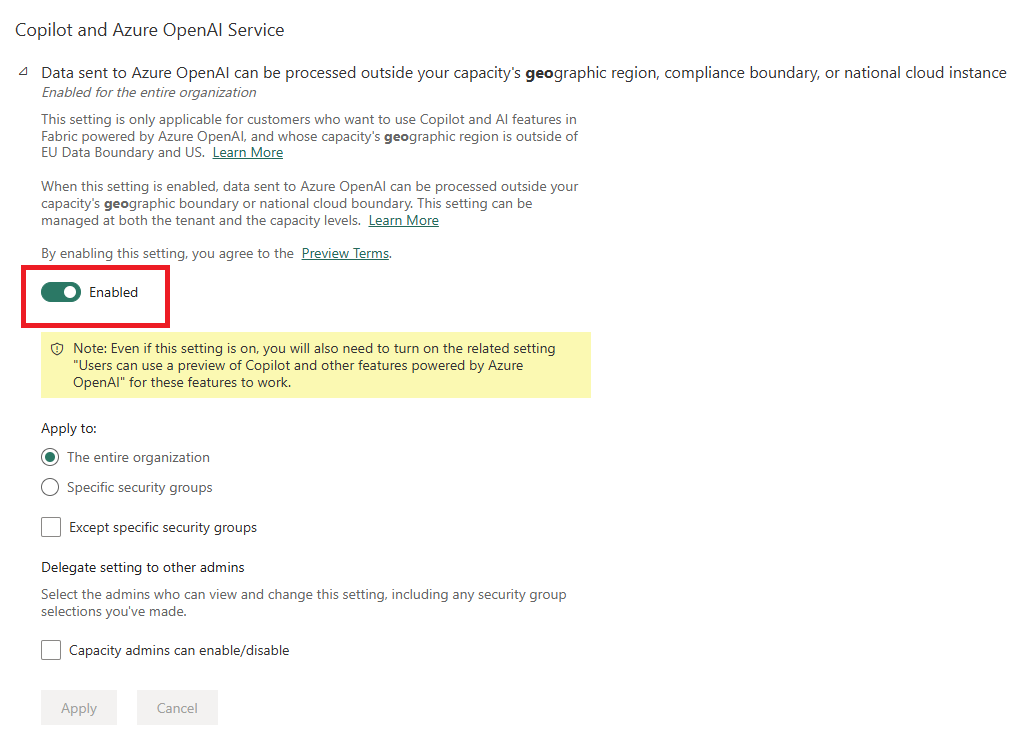 Copilot and Azure OpenAI Service
Data sent to Azure OpenAI can be processed outside your capacity's geographic region, compliance boundary, or national cloud instance
Enabled for the entire organization
This setting is only applicable for customers who want to use Copilot and AI features in
Fabric powered by Azure OpenAI, and whose capacity's geographic region is outside of
EU Data Boundary and US. Learn More
When this setting is enabled, data sent to Azure OpenAI can be processed outside your
capacity's geographic boundary or national cloud boundary. This setting can be
managed at both the tenant and the capacity levels. Learn More
By enabling this setting, you agree to the Preview Terms.
Enabled
Note: Even if this setting is on, you will also need to turn on the related setting
"Users can use a preview of Copilot and other features powered by Azure
OpenAI" for these features to work.
Apply to:
The entire organization
Specific security groups
Except specific security groups
Delegate setting to other admins
Select the admins who can view and change this setting, including any security group
selections you've made.
Capacity admins can enable/disable
Apply Cancel